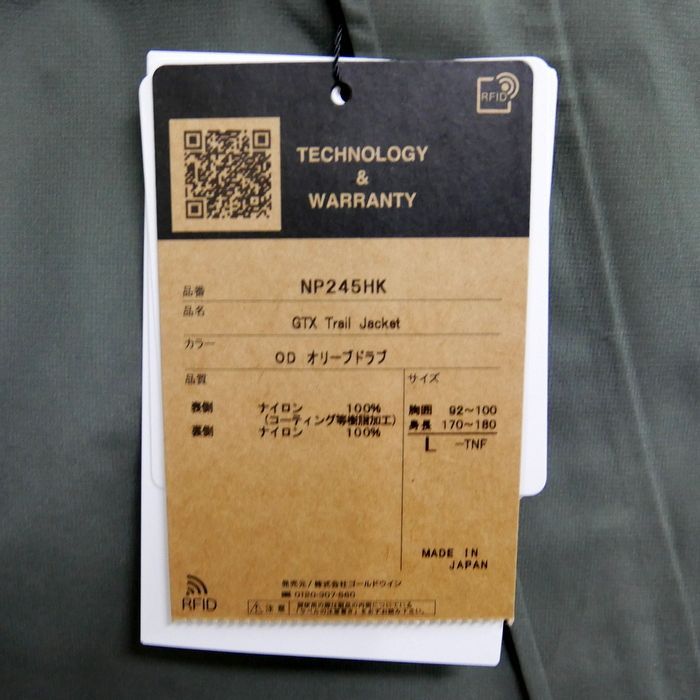 RFID
TECHNOLOGY
&
WARRANTY
品番 NP245HK
品名 GTX Trail Jacket
カラー OD オリーブドラブ
品質
表側 ナイロン 100%
(コーティング等樹脂加工)
裏側 ナイロン 100%
サイズ
胸囲 92〜100
身長 170〜180
L -TNF
MADE IN
JAPAN
発売元/株式会社ゴールドウイン
0120-307-560
RFID
注意